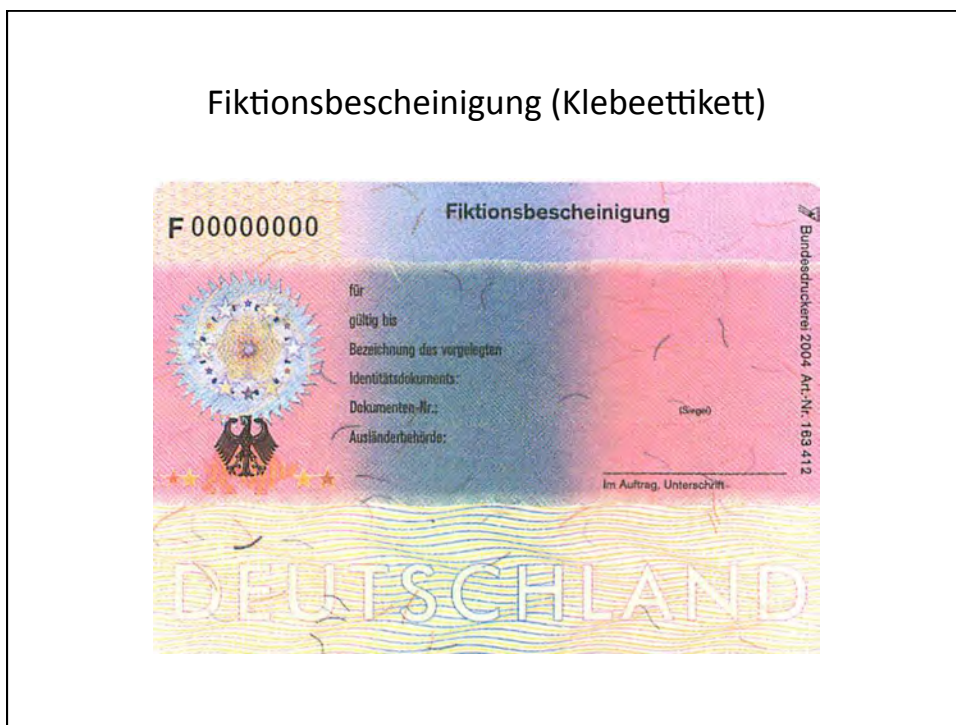 Fiktionsbescheinigung (Klebeettikett)
F 00000000
Fiktionsbescheinigung
für
gültig bis
Bezeichnung des vorgelegten
Identitätsdokuments:
Dokumenten-Nr.:
Ausländerbehörde:
(Siegel)
Im Auftrag, Unterschrift
Bundesdruckerei 2004 Art.-Nr. 163 412
DEUTSCHLAND